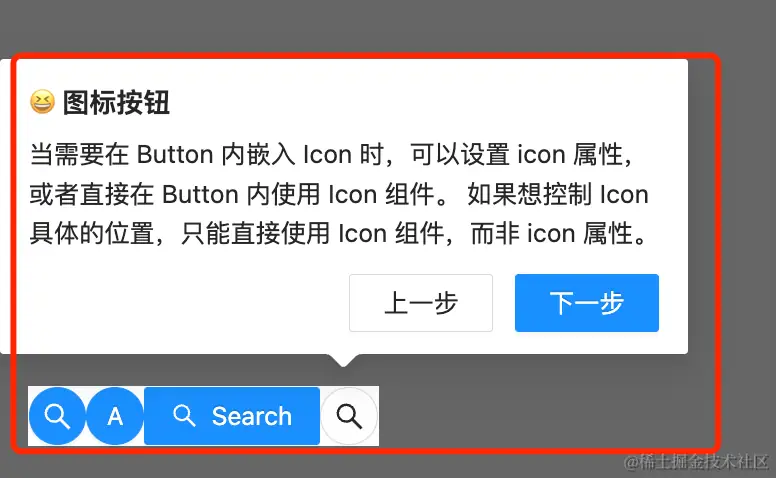 😆 图标按钮
当需要在 Button 内嵌入 Icon 时，可以设置 icon 属性，
或者直接在 Button 内使用 Icon 组件。 如果想控制 Icon
具体的位置，只能直接使用 Icon 组件，而非 icon 属性。
上一步 下一步
A Search
@稀土掘金技术社区